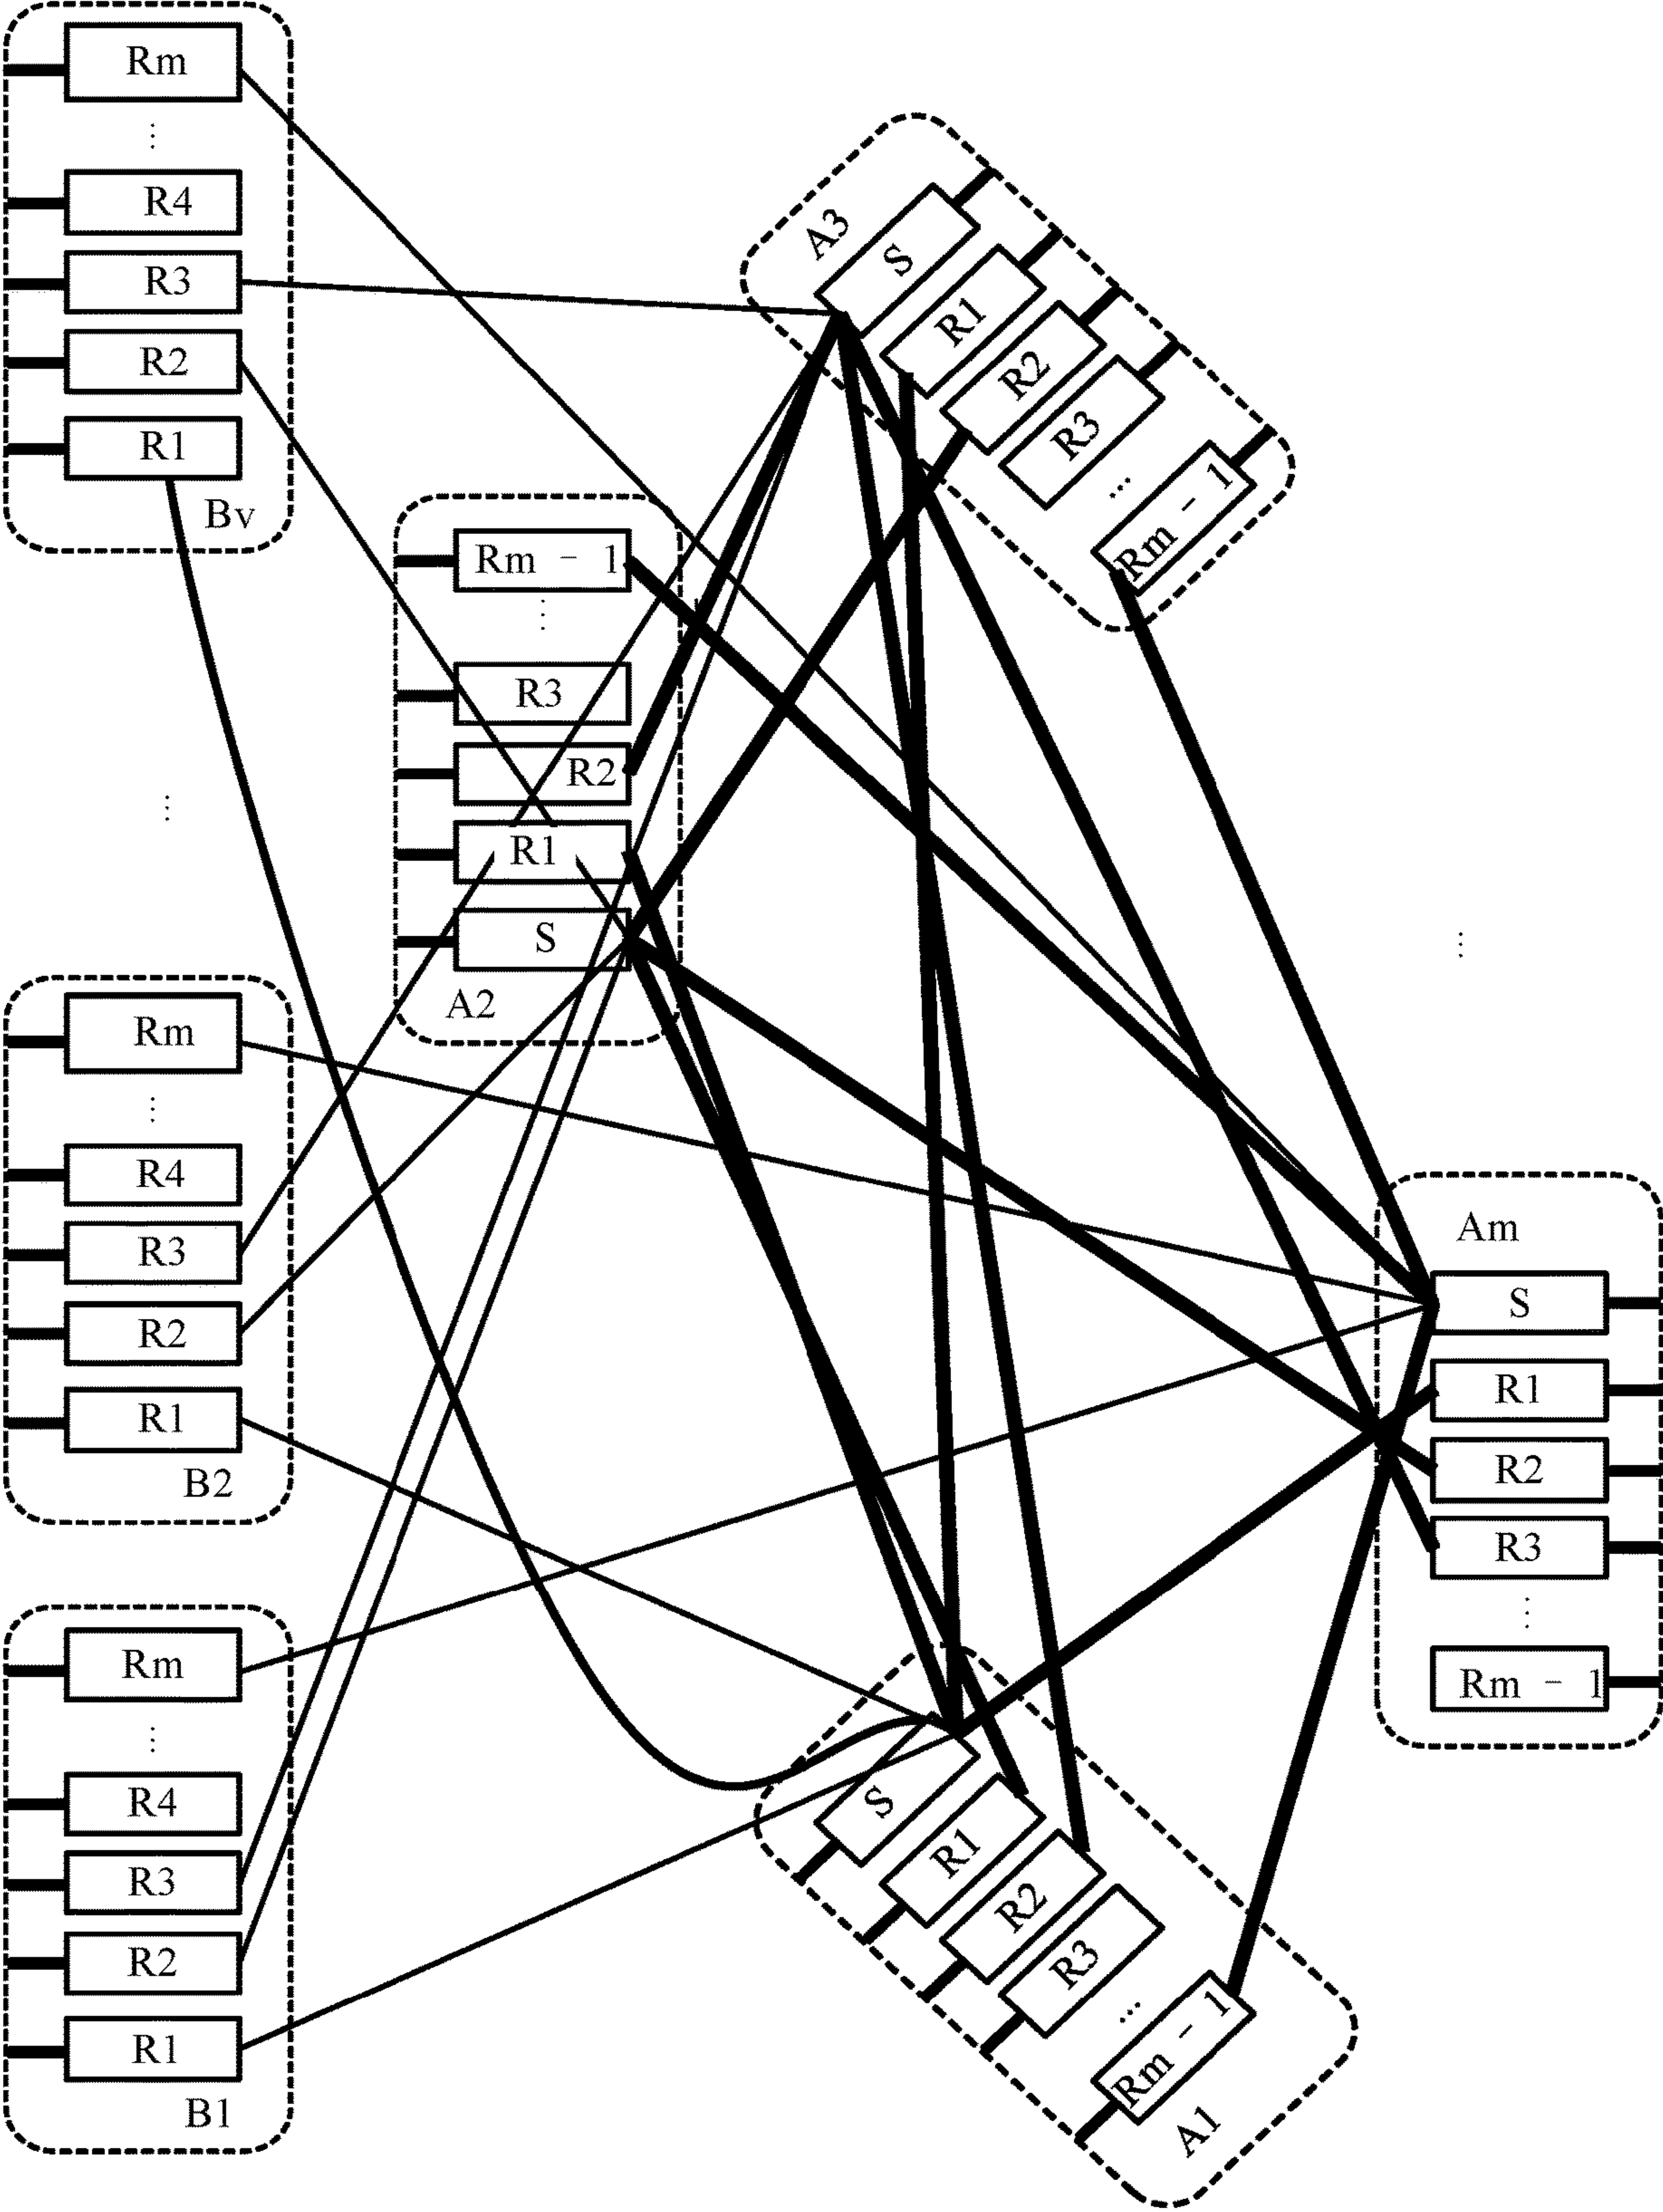 Rm
⋮
R4
R3
R2
R1
Bv
⋮
A3
S
R1
R2
R3
...
Rm - 1
Rm - 1
⋮
R3
R2
R1
S
A2
⋮
Rm
⋮
R4
R3
R2
R1
B2
Am
S
R1
R2
R3
⋮
Rm - 1
Rm
⋮
R4
R3
R2
R1
B1
S
R1
R2
R3
...
Rm - 1
A1